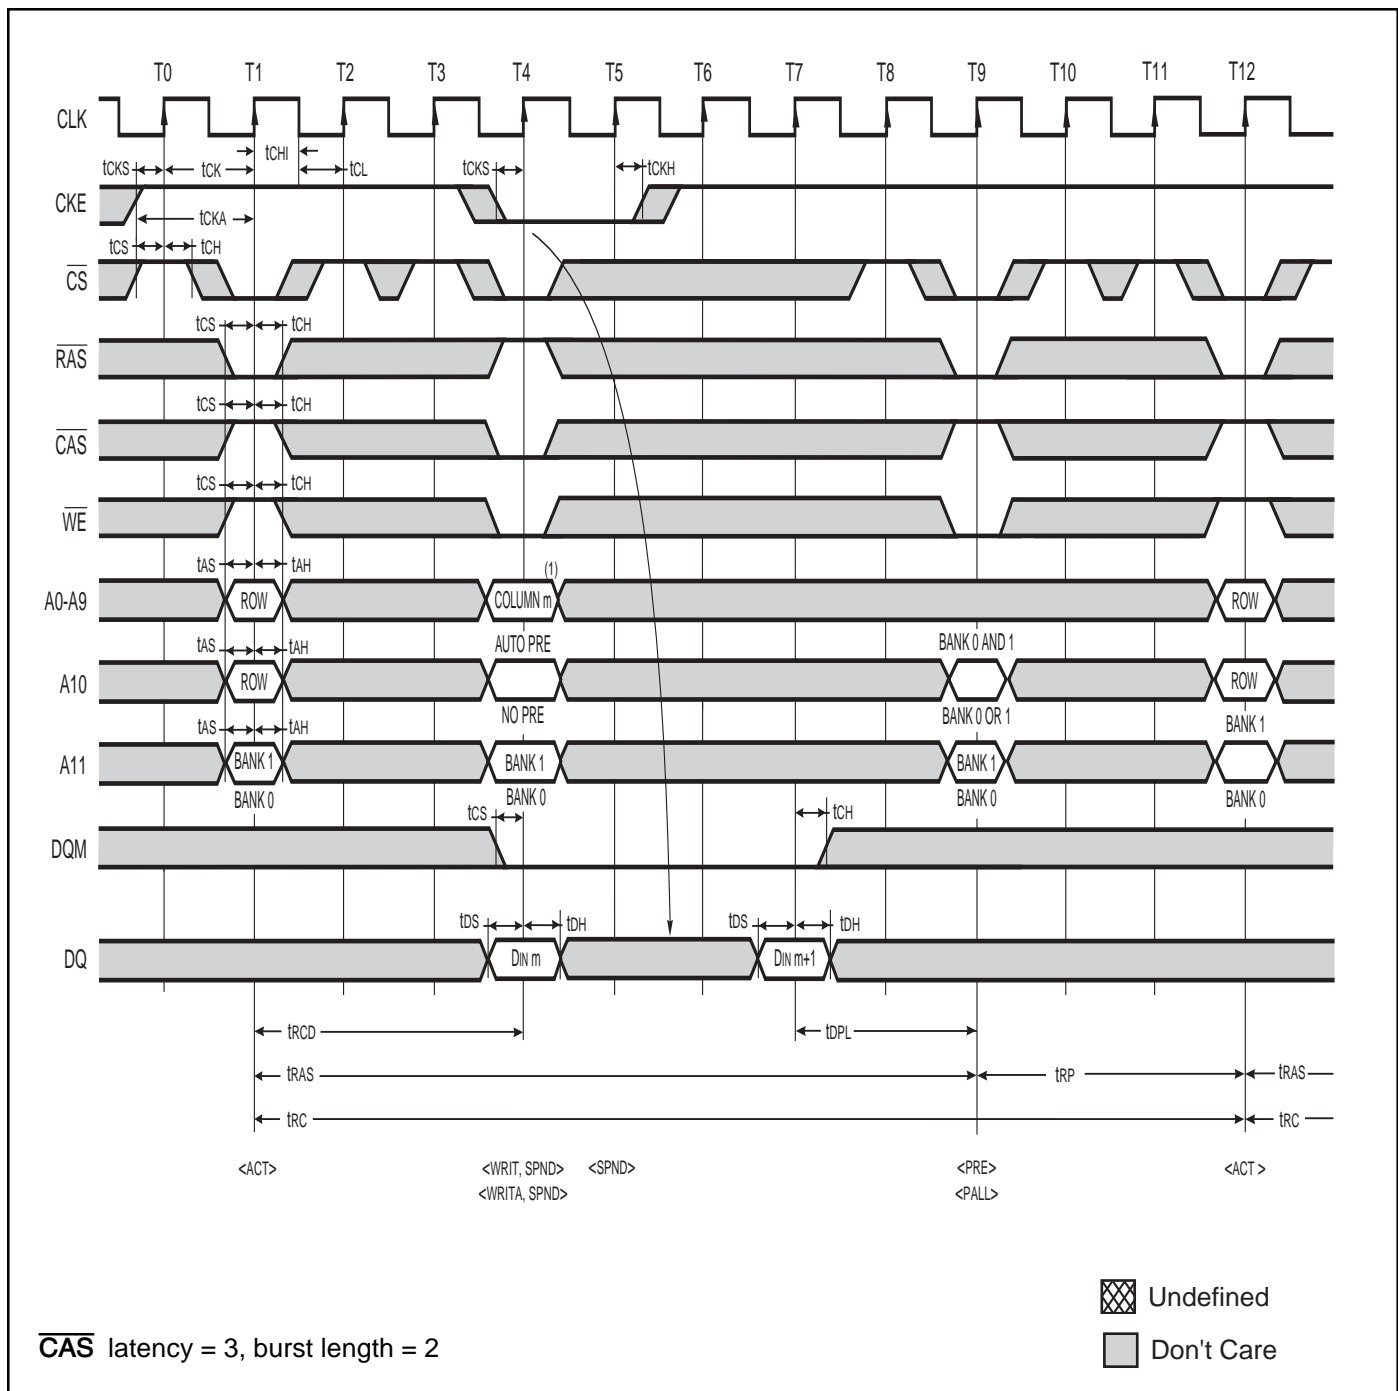 T0 T1 T2 T3 T4 T5 T6 T7 T8 T9 T10 T11 T12
CLK
tCHI
tCKS tCK tCL tCKS tCKH
CKE
tCKA
tCS tCH
CS
tCS tCH
RAS
tCS tCH
CAS
tCS tCH
WE
tAS tAH (1)
A0-A9 ROW COLUMN m ROW
tAS tAH AUTO PRE BANK 0 AND 1
A10 ROW ROW
NO PRE BANK 0 OR 1 BANK 1
tAS tAH
A11 BANK 1 BANK 1 BANK 1
BANK 0 BANK 0 BANK 0 BANK 0
tCS tCH
DQM
tDS tDH tDS tDH
DQ DIN m DIN m+1
tRCD tDPL
tRAS tRP tRAS
tRC tRC
<ACT> <WRIT, SPND> <SPND> <PRE> <ACT >
<WRITA, SPND> <PALL>
Undefined
CAS latency = 3, burst length = 2
Don't Care